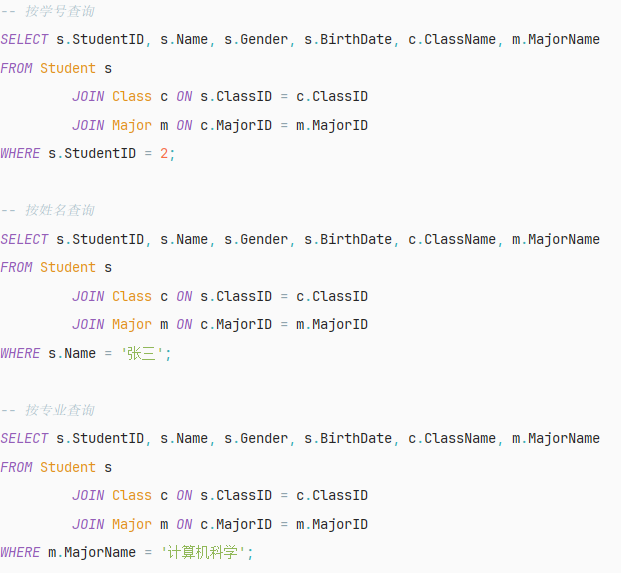 -- 按学号查询
SELECT s.StudentID, s.Name, s.Gender, s.BirthDate, c.ClassName, m.MajorName
FROM Student s
JOIN Class c ON s.ClassID = c.ClassID
JOIN Major m ON c.MajorID = m.MajorID
WHERE s.StudentID = 2;
-- 按姓名查询
SELECT s.StudentID, s.Name, s.Gender, s.BirthDate, c.ClassName, m.MajorName
FROM Student s
JOIN Class c ON s.ClassID = c.ClassID
JOIN Major m ON c.MajorID = m.MajorID
WHERE s.Name = '张三';
-- 按专业查询
SELECT s.StudentID, s.Name, s.Gender, s.BirthDate, c.ClassName, m.MajorName
FROM Student s
JOIN Class c ON s.ClassID = c.ClassID
JOIN Major m ON c.MajorID = m.MajorID
WHERE m.MajorName = '计算机科学';